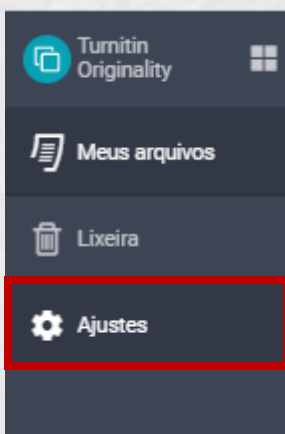 Turnitin
Originality
Meus arquivos
Lixeira
Ajustes